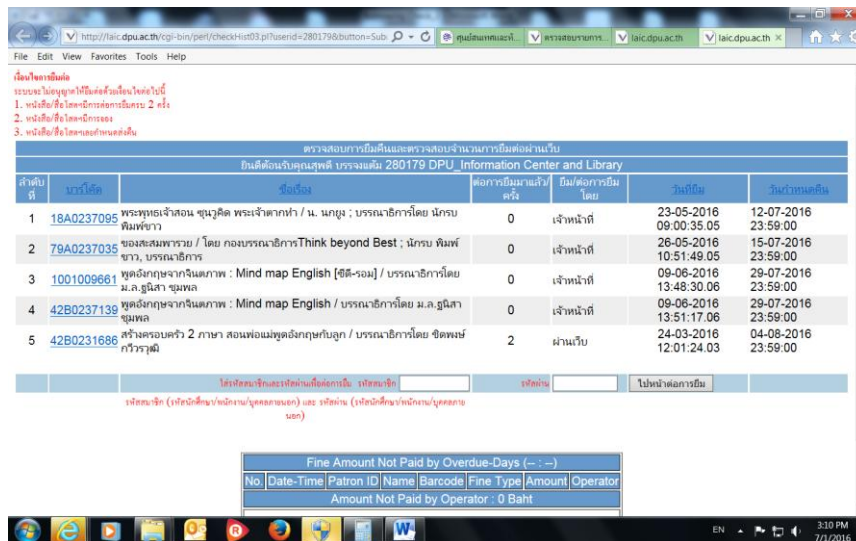 http://laic.dpu.ac.th/cgi-bin/perl/checkHist03.pl?userid=280179&button=Sub
ศูนย์สนเทศและห้...
ตรวจสอบรายการ...
laic.dpu.ac.th
laic.dpu.ac.th
File Edit View Favorites Tools Help
เงื่อนไขการยืมต่อ
ระบบจะไม่อนุญาตให้ยืมต่อด้วยเงื่อนไขต่อไปนี้
1. หนังสือ/สื่อโสตฯมีการต่อการยืมครบ 2 ครั้ง
2. หนังสือ/สื่อโสตฯมีการจอง
3. หนังสือ/สื่อโสตฯเลยกำหนดส่งคืน
ตรวจสอบการยืมคืนและตรวจสอบจำนวนการยืมต่อผ่านเว็บ
ยินดีต้อนรับคุณสุพดี บรรจงแต้ม 280179 DPU_Information Center and Library
ลำดับที่ บาร์โค้ด ชื่อเรื่อง ต่อการยืมมาแล้ว/ครั้ง ยืม/ต่อการยืมโดย วันที่ยืม วันกำหนดคืน
1 18A0237095 พระพุทธเจ้าสอน ขุนวูคิด พระเจ้าตากทำ / น. นกยูง ; บรรณาธิการโดย นักรบ พิมพ์ขาว 0 เจ้าหน้าที่ 23-05-2016 09:00:35.05 12-07-2016 23:59:00
2 79A0237035 ของสะสมพารวย / โดย กองบรรณาธิการThink beyond Best ; นักรบ พิมพ์ขาว, บรรณาธิการ 0 เจ้าหน้าที่ 26-05-2016 10:51:49.05 15-07-2016 23:59:00
3 1001009661 พูดอังกฤษจากจินตภาพ : Mind map English [ซีดี-รอม] / บรรณาธิการโดย ม.ล.ฐนิสา ชุมพล 0 เจ้าหน้าที่ 09-06-2016 13:48:30.06 29-07-2016 23:59:00
4 42B0237139 พูดอังกฤษจากจินตภาพ : Mind map English / บรรณาธิการโดย ม.ล.ฐนิสา ชุมพล 0 เจ้าหน้าที่ 09-06-2016 13:51:17.06 29-07-2016 23:59:00
5 42B0231686 สร้างครอบครัว 2 ภาษา สอนพ่อแม่พูดอังกฤษกับลูก / บรรณาธิการโดย ชิตพงษ์ กวีวรวุฒิ 2 ผ่านเว็บ 24-03-2016 12:01:24.03 04-08-2016 23:59:00
ใส่รหัสสมาชิกและรหัสผ่านเพื่อต่อการยืม รหัสสมาชิก รหัสผ่าน ไปหน้าต่อการยืม
รหัสสมาชิก (รหัสนักศึกษา/พนักงาน/บุคคลภายนอก) และ รหัสผ่าน (รหัสนักศึกษา/พนักงาน/บุคคลภายนอก)
Fine Amount Not Paid by Overdue-Days (-- : --)
No. Date-Time Patron ID Name Barcode Fine Type Amount Operator
Amount Not Paid by Operator : 0 Baht
EN
3:10 PM
7/1/2016